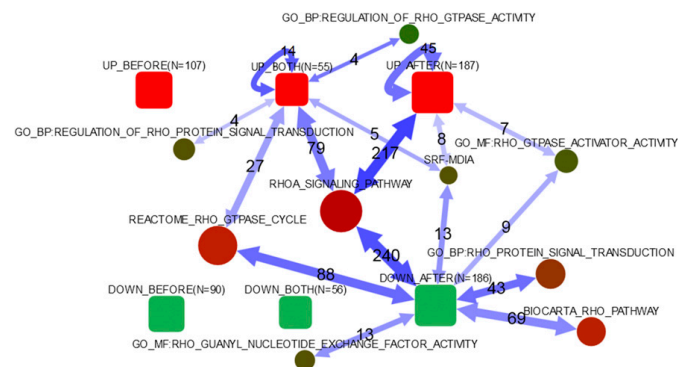 GO_BP:REGULATION_OF_RHO_GTPASE_ACTIVITY
14
45
4
UP_BEFORE(N=107)
UP_BOTH(N=55)
UP_AFTER(N=187)
4
5
8
7
GO_BP:REGULATION_OF_RHO_PROTEIN_SIGNAL_TRANSDUCTION
GO_MF:RHO_GTPASE_ACTIVATOR_ACTIVITY
79
217
27
SRF-MDIA
RHOA_SIGNALING_PATHWAY
REACTOME_RHO_GTPASE_CYCLE
13
9
240
GO_BP:RHO_PROTEIN_SIGNAL_TRANSDUCTION
88
DOWN_AFTER(N=186)
DOWN_BEFORE(N=90)
DOWN_BOTH(N=56)
43
BIOCARTA_RHO_PATHWAY
69
13
GO_MF:RHO_GUANYL_NUCLEOTIDE_EXCHANGE_FACTOR_ACTIVITY